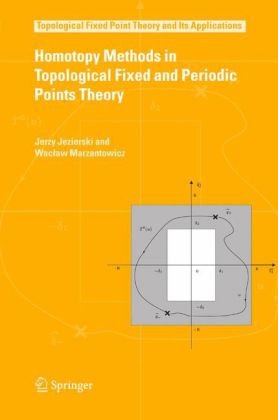 Topological Fixed Point Theory and Its Applications
Homotopy Methods in
Topological Fixed and Periodic
Points Theory
Jerzy Jezierski and
Wacław Marzantowicz
Springer